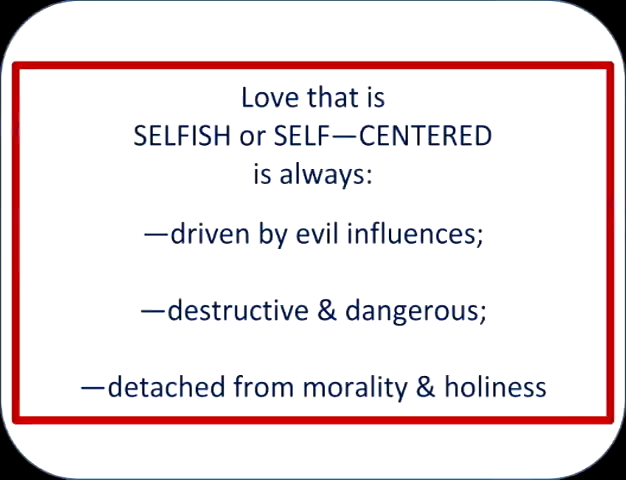 Love that is
SELFISH or SELF—CENTERED
is always:
—driven by evil influences;
—destructive & dangerous;
—detached from morality & holiness